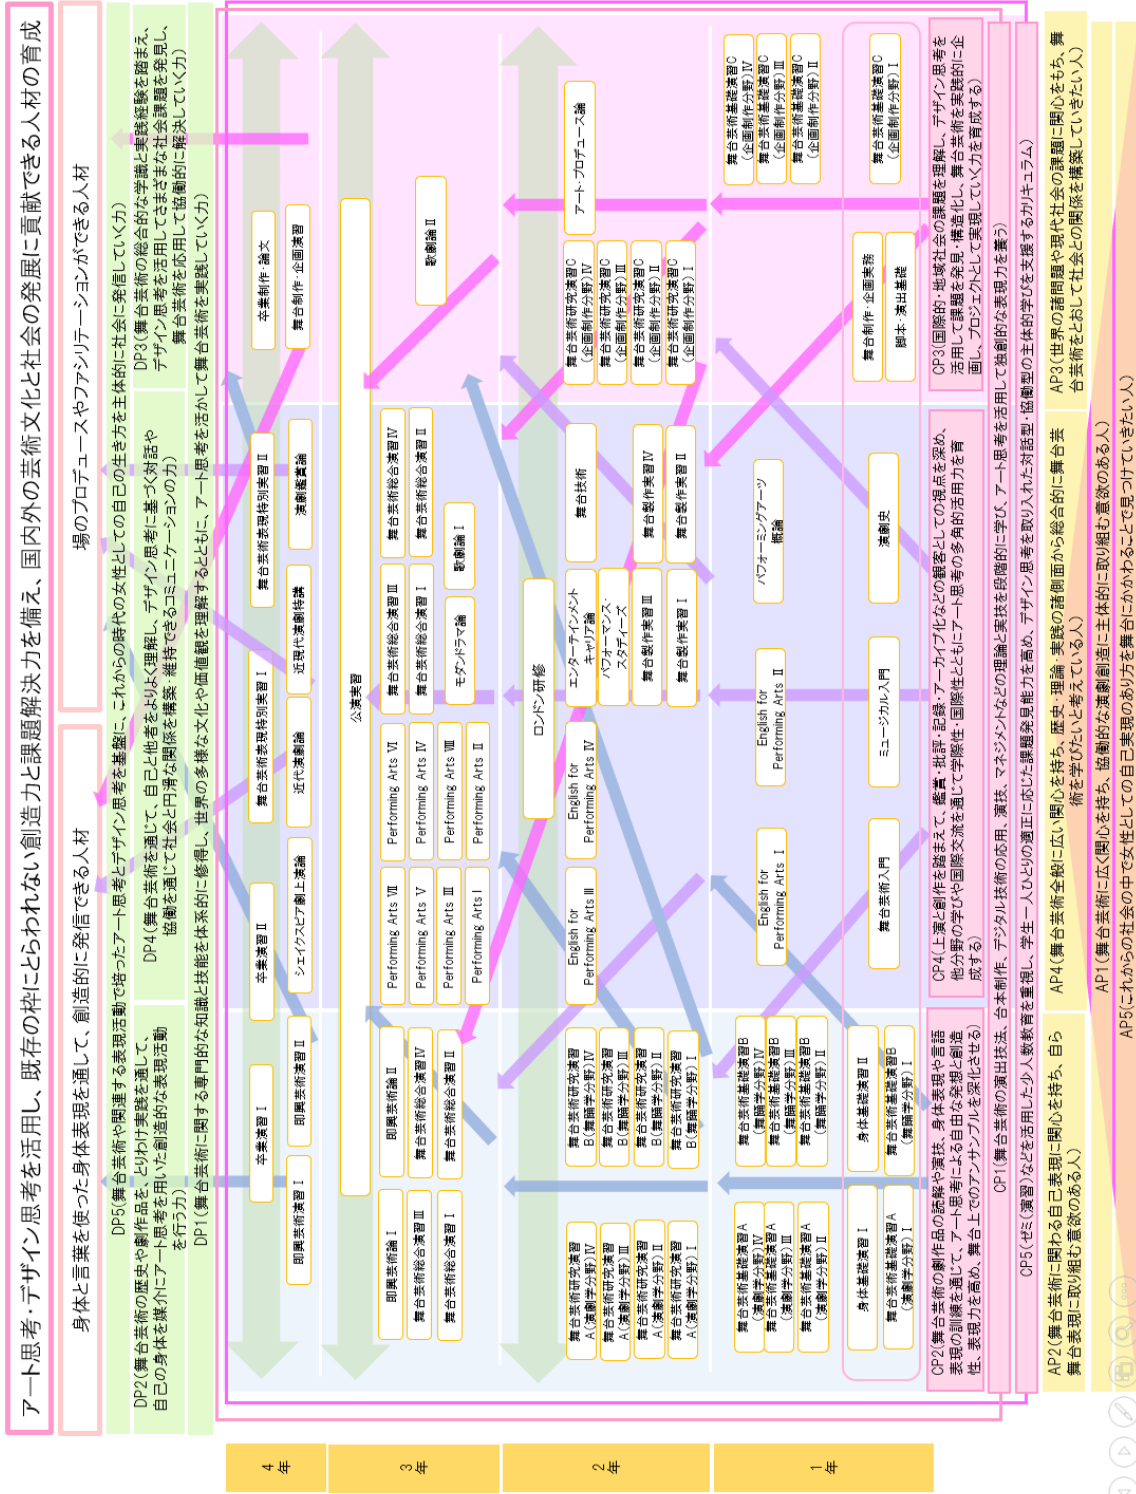 アート思考・デザイン思考を活用し、既存の枠にとらわれない創造力と課題解決力を備え、国内外の芸術文化と社会の発展に貢献できる人材の育成
身体と言葉を使った身体表現を通して、創造的に発信できる人材
場のプロデュースやファシリテーションができる人材
DP5(舞台芸術や関連する表現活動で培ったアート思考とデザイン思考を基盤に、これからの時代の女性としての自己の生き方を主体的に社会に発信していく力)
DP2(舞台芸術の歴史や劇作品を、とりわけ実践を通して、
自己の身体を媒介にアート思考を用いた創造的な表現活動
を行う力)
DP4(舞台芸術を通じて、自己と他者をよりよく理解し、デザイン思考に基づく対話や
協働を通じて社会と円滑な関係を構築・維持できるコミュニケーションの力)
DP3(舞台芸術の総合的な学識と実践経験を踏まえ、
デザイン思考を活用してさまざまな社会課題を発見し、
舞台芸術を応用して協働的に解決していく力)
DP1(舞台芸術に関する専門的な知識と技能を体系的に修得し、世界の多様な文化や価値観を理解するとともに、アート思考を活かして舞台芸術を実践していく力)
4年
卒業演習 Ⅰ
卒業演習 Ⅱ
舞台芸術表現特別実習 Ⅰ
舞台芸術表現特別実習 Ⅱ
卒業制作・論文
即興芸術演習 Ⅰ
即興芸術演習 Ⅱ
シェイクスピア劇上演論
近代演劇論
近現代演劇特講
演劇鑑賞論
舞台制作・企画演習
3年
公演実習
即興芸術論 Ⅰ
即興芸術論 Ⅱ
Performing Arts Ⅶ
Performing Arts Ⅵ
舞台芸術総合演習 Ⅲ
舞台芸術総合演習 Ⅳ
歌劇論 Ⅱ
舞台芸術総合演習 Ⅲ
舞台芸術総合演習 Ⅳ
Performing Arts Ⅴ
Performing Arts Ⅳ
舞台芸術総合演習 Ⅰ
舞台芸術総合演習 Ⅱ
舞台芸術総合演習 Ⅰ
舞台芸術総合演習 Ⅱ
Performing Arts Ⅲ
Performing Arts Ⅷ
モダンドラマ論
歌劇論 Ⅰ
Performing Arts Ⅰ
Performing Arts Ⅱ
2年
ロンドン研修
舞台芸術研究演習
A(演劇学分野)Ⅳ
舞台芸術研究演習
B(舞踊学分野)Ⅳ
English for
Performing Arts Ⅲ
English for
Performing Arts Ⅳ
エンターテインメント
キャリア論
舞台技術
舞台芸術研究演習C
(企画制作分野)Ⅳ
アート・プロデュース論
舞台芸術研究演習
A(演劇学分野)Ⅲ
舞台芸術研究演習
B(舞踊学分野)Ⅲ
パフォーマンス・
スタディーズ
舞台芸術研究演習C
(企画制作分野)Ⅲ
舞台芸術研究演習
A(演劇学分野)Ⅱ
舞台芸術研究演習
B(舞踊学分野)Ⅱ
舞台製作実習 Ⅲ
舞台製作実習 Ⅳ
舞台芸術研究演習C
(企画制作分野)Ⅱ
舞台芸術研究演習
A(演劇学分野)Ⅰ
舞台芸術研究演習
B(舞踊学分野)Ⅰ
舞台製作実習 Ⅰ
舞台製作実習 Ⅱ
舞台芸術研究演習C
(企画制作分野)Ⅰ
1年
舞台芸術基礎演習A
(演劇学分野)Ⅳ
舞台芸術基礎演習B
(舞踊学分野)Ⅳ
English for
Performing Arts Ⅰ
English for
Performing Arts Ⅱ
パフォーミングアーツ
概論
舞台芸術基礎演習C
(企画制作分野)Ⅳ
舞台芸術基礎演習A
(演劇学分野)Ⅲ
舞台芸術基礎演習B
(舞踊学分野)Ⅲ
舞台芸術基礎演習C
(企画制作分野)Ⅲ
舞台芸術基礎演習A
(演劇学分野)Ⅱ
舞台芸術基礎演習B
(舞踊学分野)Ⅱ
舞台芸術基礎演習C
(企画制作分野)Ⅱ
身体基礎演習 Ⅰ
身体基礎演習 Ⅱ
舞台芸術入門
ミュージカル入門
演劇史
舞台制作・企画実務
舞台芸術基礎演習C
(企画制作分野)Ⅰ
舞台芸術基礎演習A
(演劇学分野)Ⅰ
舞台芸術基礎演習B
(舞踊学分野)Ⅰ
脚本・演出基礎
CP2(舞台芸術の劇作品の読解や演技、身体表現や言語
表現の訓練を通じて、アート思考による自由な発想と創造
性、表現力を高め、舞台上でのアンサンブルを深化させる)
CP4(上演と創作を踏まえて、鑑賞・批評・記録・アーカイブ化などの観客としての視点を深め、
他分野の学びや国際交流を通じて学際性・国際性とともにアート思考の多角的活用力を育
成する)
CP3(国際的・地域社会の課題を理解し、デザイン思考を
活用して課題を発見・構造化し、舞台芸術を実践的に企
画し、プロジェクトとして実現していく力を育成する)
CP1(舞台芸術の演出技法、台本制作、デジタル技術の応用、演技、マネジメントなどの理論と実技を段階的に学び、アート思考を活用して独創的な表現力を養う)
CP5(ゼミ(演習)などを活用した少人数教育を重視し、学生一人ひとりの適正に応じた課題発見能力を高め、デザイン思考を取り入れた対話型・協働型の主体的学びを支援するカリキュラム)
AP2(舞台芸術に関わる自己表現に関心を持ち、自ら
舞台表現に取り組む意欲のある人)
AP4(舞台芸術全般に広い関心を持ち、歴史・理論・実践の諸側面から総合的に舞台芸
術を学びたいと考えている人)
AP3(世界の諸問題や現代社会の課題に関心をもち、舞
台芸術をとおして社会との関係を構築していきたい人)
AP1(舞台芸術に広く関心を持ち、協働的な演劇創造に主体的に取り組む意欲のある人)
AP5(これからの社会の中で女性としての自己実現のあり方を舞台にかかわることで見つけていきたい人)